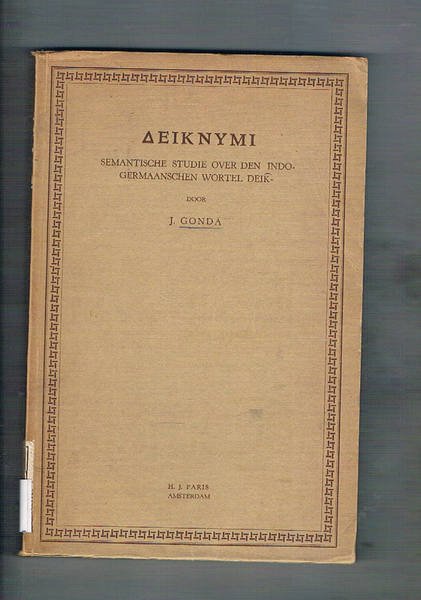 ΔΕΙΚΝΥΜΙ
SEMANTISCHE STUDIE OVER DEN INDO-
GERMAANSCHEN WORTEL DEIK̑-
DOOR
J. GONDA
H. J. PARIS
AMSTERDAM